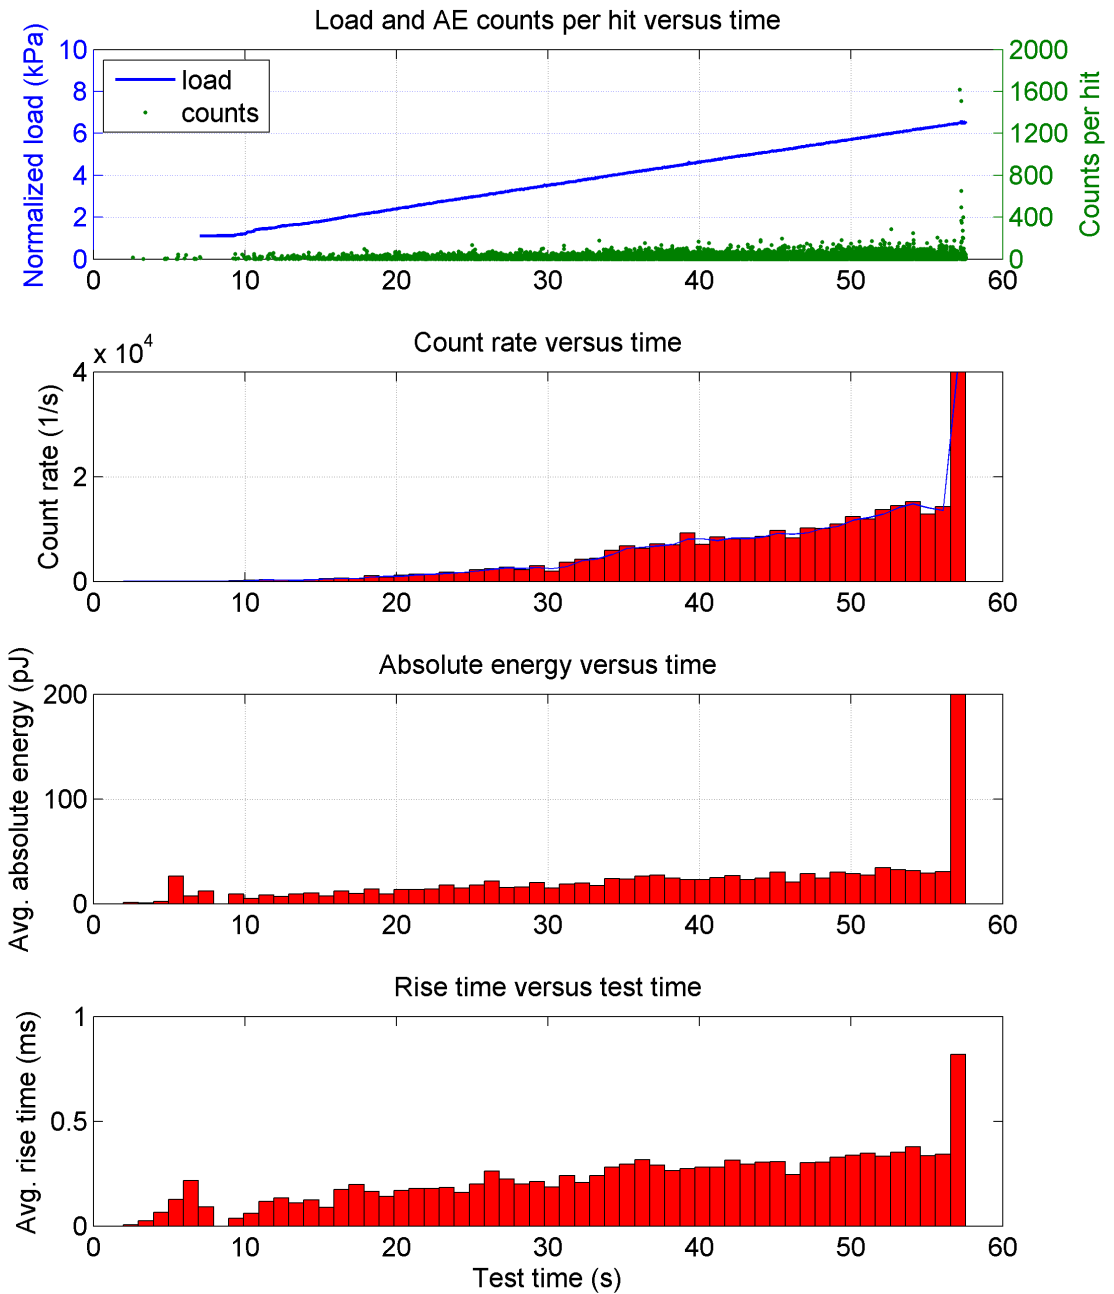 Load and AE counts per hit versus time
Normalized load (kPa)
10
8
6
4
2
0
load
counts
2000
1600
1200
800
400
0
Counts per hit
0 10 20 30 40 50 60
Count rate versus time
x 10^4
Count rate (1/s)
4
2
0
0 10 20 30 40 50 60
Absolute energy versus time
Avg. absolute energy (pJ)
200
100
0
0 10 20 30 40 50 60
Rise time versus test time
Avg. rise time (ms)
1
0.5
0
0 10 20 30 40 50 60
Test time (s)